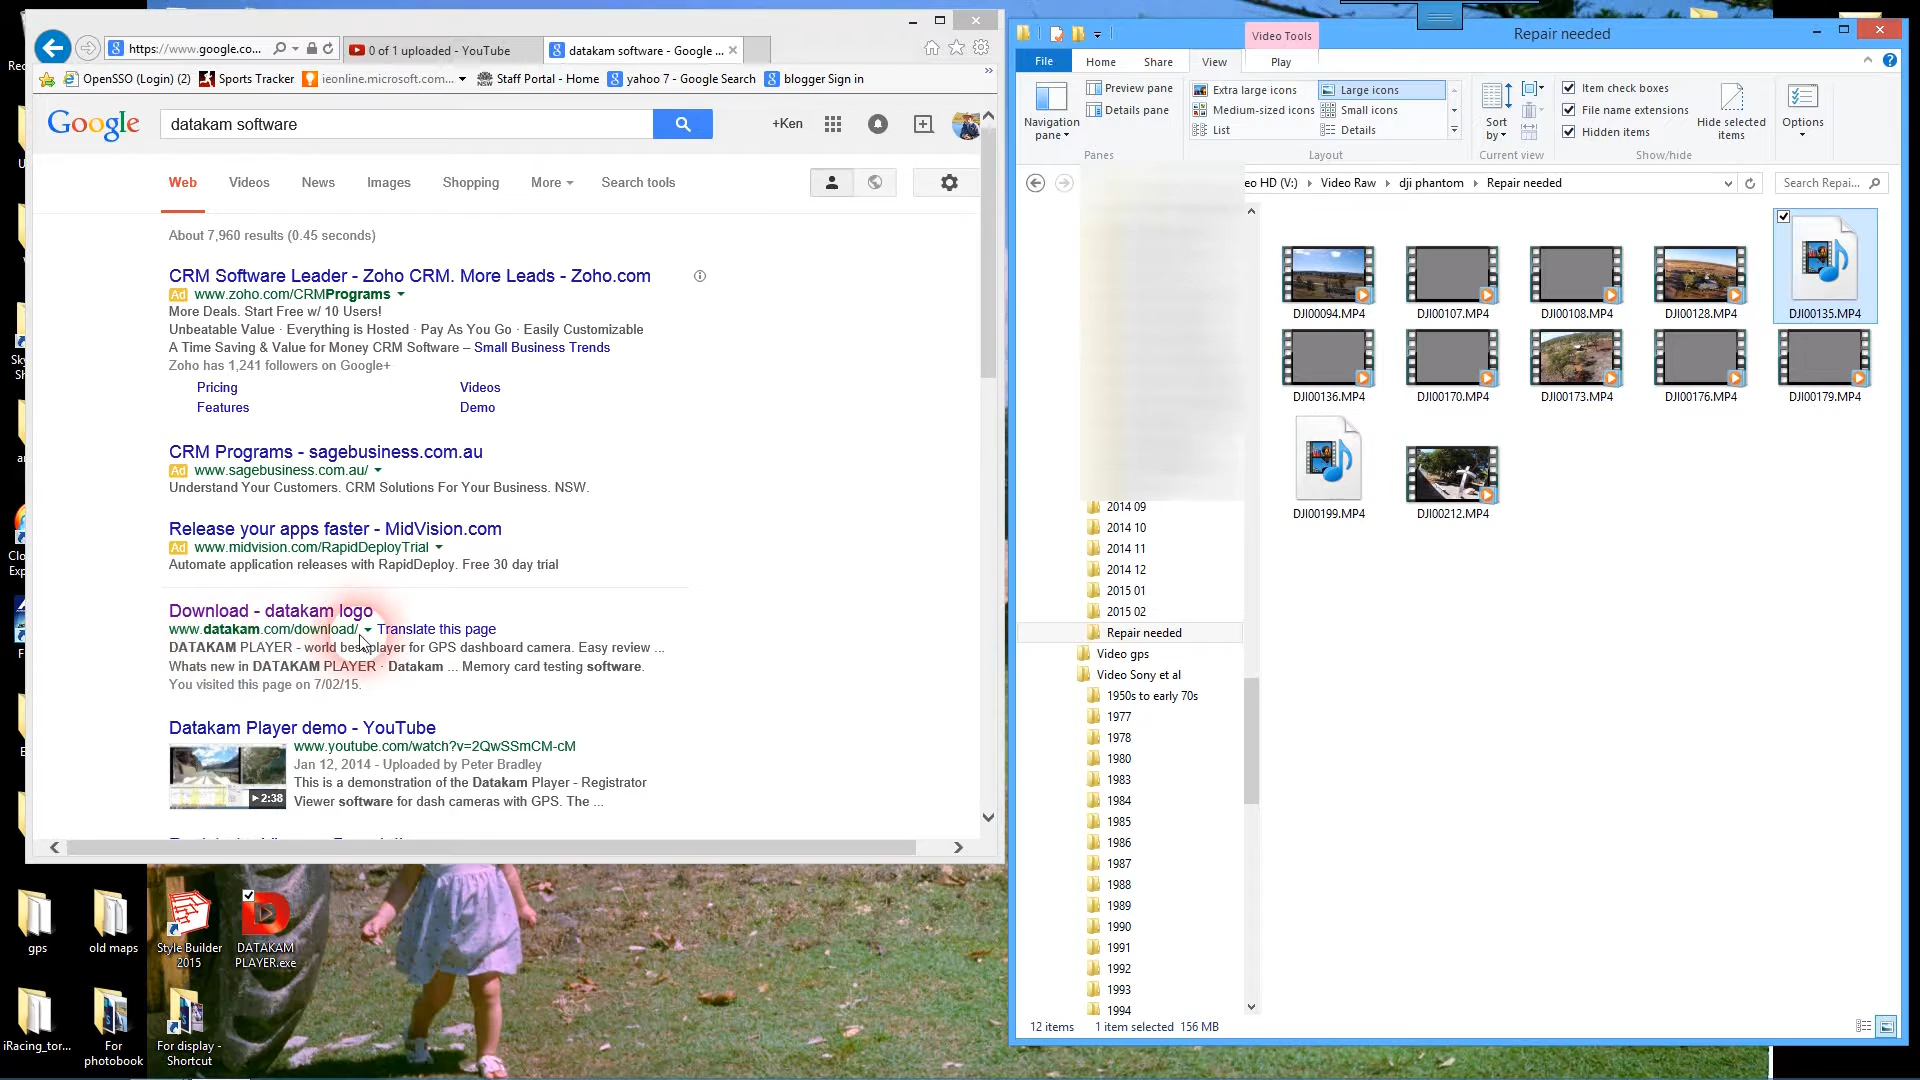 https://www.google.co...
0 of 1 uploaded - YouTube
datakam software - Google ...
OpenSSO (Login) (2)
Sports Tracker
ieonline.microsoft.com...
Staff Portal - Home
yahoo 7 - Google Search
blogger Sign in
Google
datakam software
+Ken
Web
Videos
News
Images
Shopping
More
Search tools
About 7,960 results (0.45 seconds)
CRM Software Leader - Zoho CRM. More Leads - Zoho.com
Ad www.zoho.com/CRMPrograms
More Deals. Start Free w/ 10 Users!
Unbeatable Value · Everything is Hosted · Pay As You Go · Easily Customizable
A Time Saving & Value for Money CRM Software – Small Business Trends
Zoho has 1,241 followers on Google+
Pricing Videos
Features Demo
CRM Programs - sagebusiness.com.au
Ad www.sagebusiness.com.au/
Understand Your Customers. CRM Solutions For Your Business. NSW.
Release your apps faster - MidVision.com
Ad www.midvision.com/RapidDeployTrial
Automate application releases with RapidDeploy. Free 30 day trial
Download - datakam logo
www.datakam.com/download/ Translate this page
DATAKAM PLAYER - world best player for GPS dashboard camera. Easy review ...
Whats new in DATAKAM PLAYER · Datakam ... Memory card testing software.
You visited this page on 7/02/15.
Datakam Player demo - YouTube
www.youtube.com/watch?v=2QwSSmCM-cM
Jan 12, 2014 - Uploaded by Peter Bradley
This is a demonstration of the Datakam Player - Registrator
Viewer software for dash cameras with GPS. The ...
2:38
gps
old maps
Style Builder
2015
DATAKAM
PLAYER.exe
iRacing_tor...
For
photobook
For display -
Shortcut
Video Tools
Repair needed
File
Home
Share
View
Play
Navigation
pane
Preview pane
Details pane
Panes
Extra large icons
Large icons
Medium-sized icons
Small icons
List
Details
Layout
Sort
by
Current view
Item check boxes
File name extensions
Hidden items
Hide selected
items
Show/hide
Options
eo HD (V:)
Video Raw
dji phantom
Repair needed
Search Repai...
2014 09
2014 10
2014 11
2014 12
2015 01
2015 02
Repair needed
Video gps
Video Sony et al
1950s to early 70s
1977
1978
1980
1983
1984
1985
1986
1987
1988
1989
1990
1991
1992
1993
1994
DJI00094.MP4
DJI00107.MP4
DJI00108.MP4
DJI00128.MP4
DJI00135.MP4
DJI00136.MP4
DJI00170.MP4
DJI00173.MP4
DJI00176.MP4
DJI00179.MP4
DJI00199.MP4
DJI00212.MP4
12 items
1 item selected 156 MB